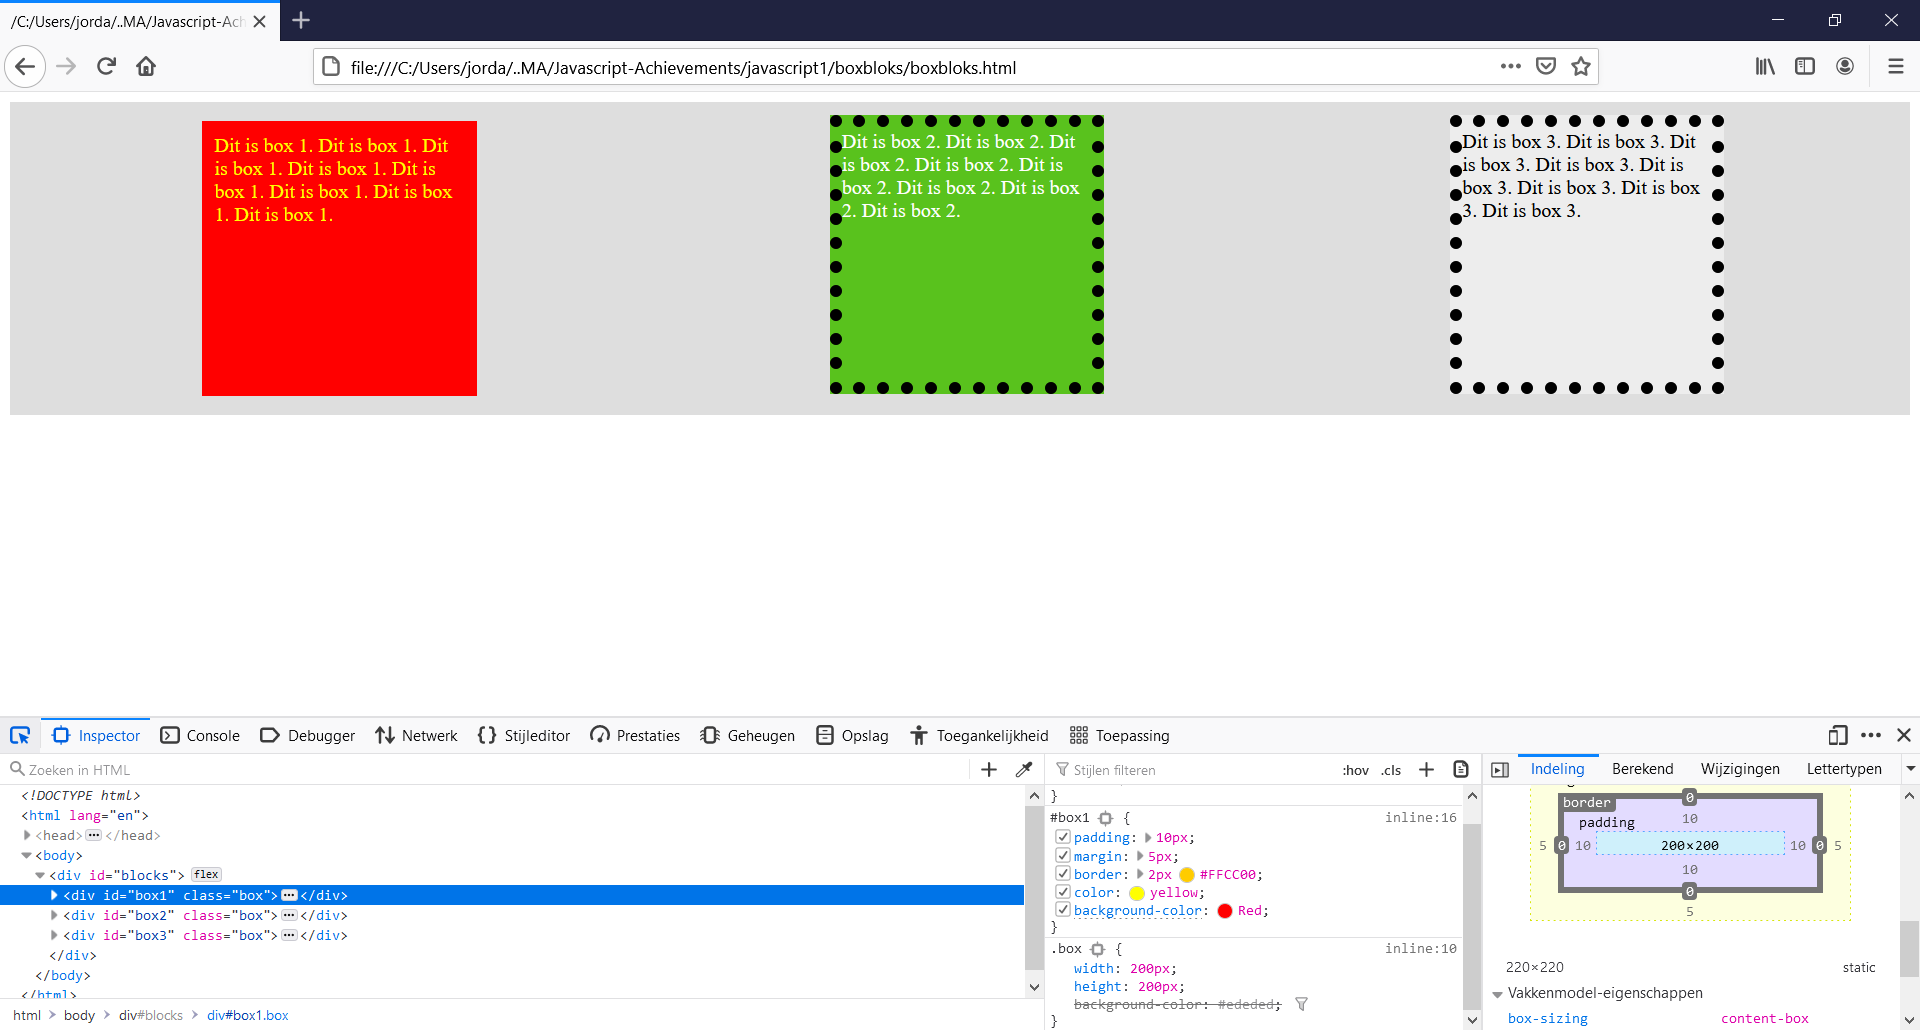 /C:/Users/jorda/..MA/Javascript-Ach
file:///C:/Users/jorda/..MA/Javascript-Achievements/javascript1/boxbloks/boxbloks.html
Dit is box 1. Dit is box 1. Dit
is box 1. Dit is box 1. Dit is
box 1. Dit is box 1. Dit is box
1. Dit is box 1.
Dit is box 2. Dit is box 2. Dit
is box 2. Dit is box 2. Dit is
box 2. Dit is box 2. Dit is box
2. Dit is box 2.
Dit is box 3. Dit is box 3. Dit
is box 3. Dit is box 3. Dit is
box 3. Dit is box 3. Dit is box
3. Dit is box 3.
Inspector Console Debugger Netwerk Stijleditor Prestaties Geheugen Opslag Toegankelijkheid Toepassing
Zoeken in HTML
<!DOCTYPE html>
<html lang="en">
<head> </head>
<body>
<div id="blocks"> flex
<div id="box1" class="box"> </div>
<div id="box2" class="box"> </div>
<div id="box3" class="box"> </div>
</div>
</body>
</html>
html > body > div#blocks > div#box1.box
Stijlen filteren :hov .cls
}
#box1 { inline:16
padding: 10px;
margin: 5px;
border: 2px #FFCC00;
color: yellow;
background-color: Red;
}
.box { inline:10
width: 200px;
height: 200px;
background-color: #ededed;
}
Indeling Berekend Wijzigingen Lettertypen
border 0
padding 10
5 0 10 200×200 10 0 5
10
0
5
220×220 static
Vakkenmodel-eigenschappen
box-sizing content-box